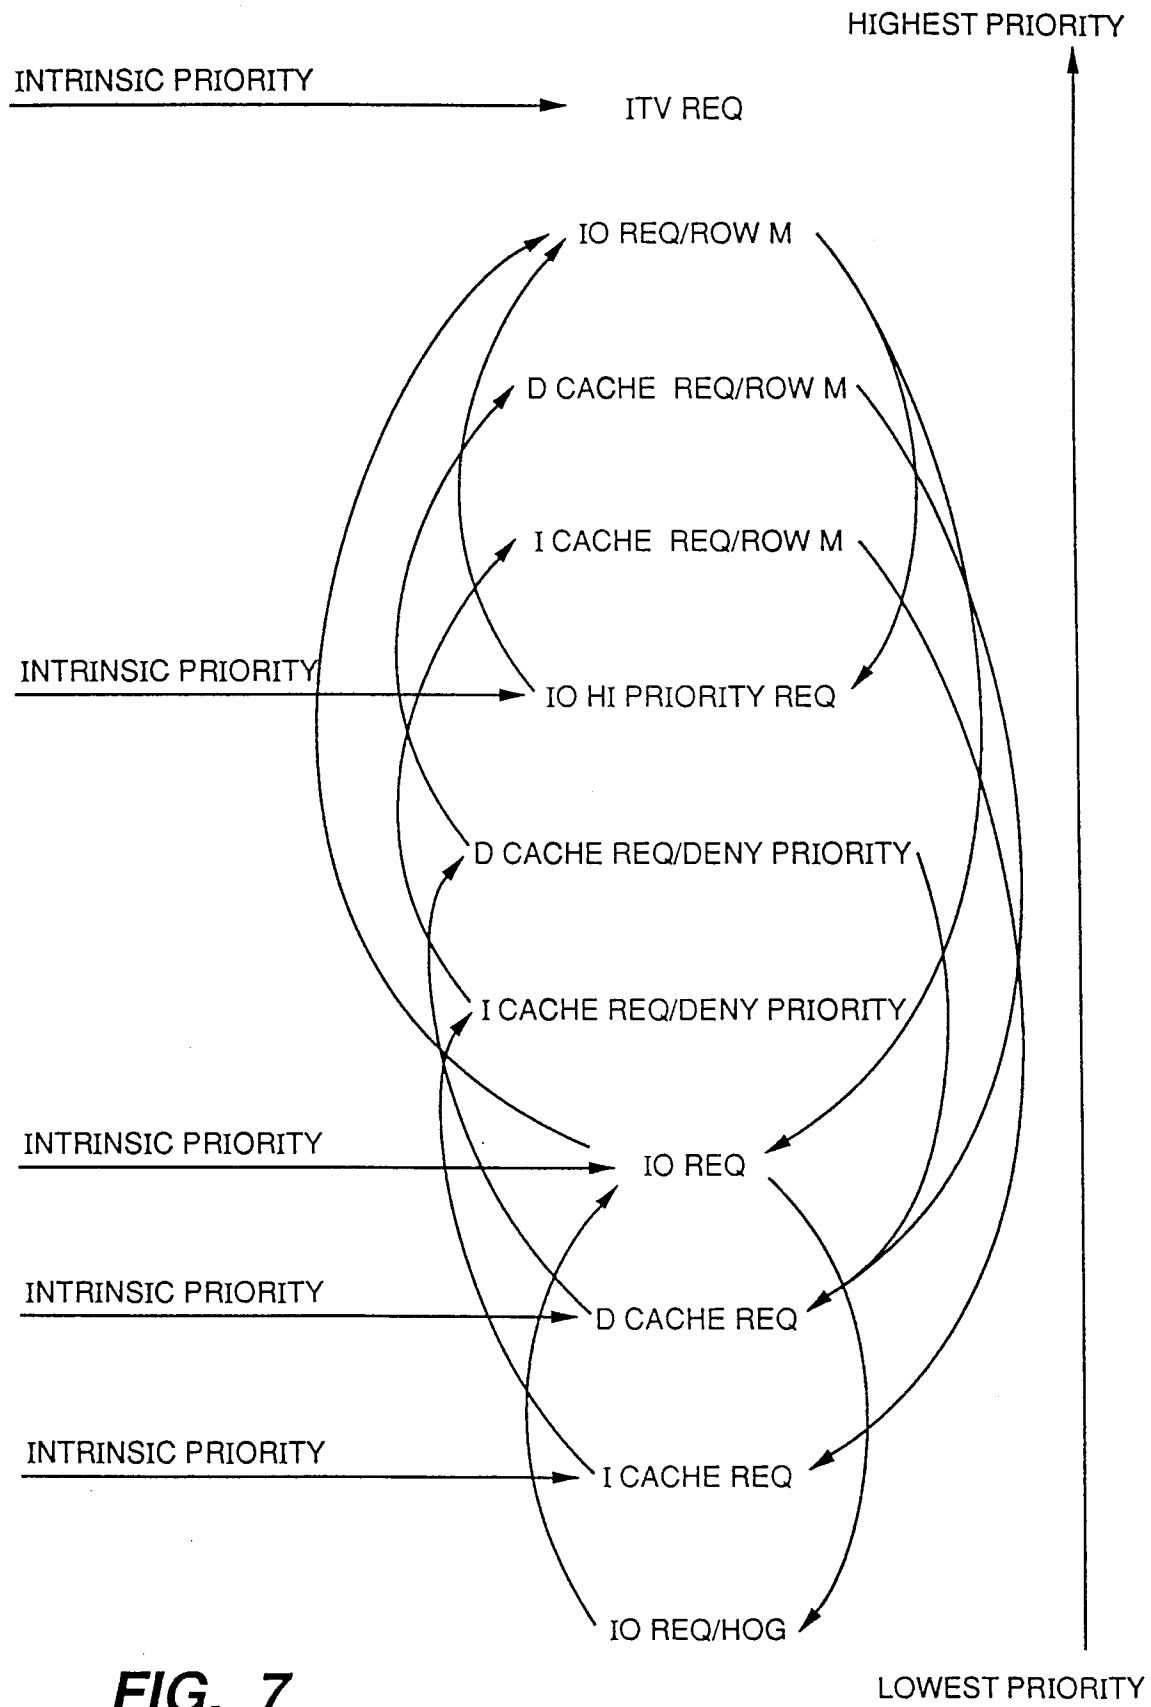 HIGHEST PRIORITY
INTRINSIC PRIORITY
ITV REQ
IO REQ/ROW M
D CACHE REQ/ROW M
I CACHE REQ/ROW M
INTRINSIC PRIORITY
IO HI PRIORITY REQ
D CACHE REQ/DENY PRIORITY
I CACHE REQ/DENY PRIORITY
INTRINSIC PRIORITY
IO REQ
INTRINSIC PRIORITY
D CACHE REQ
INTRINSIC PRIORITY
I CACHE REQ
IO REQ/HOG
FIG. 7
LOWEST PRIORITY